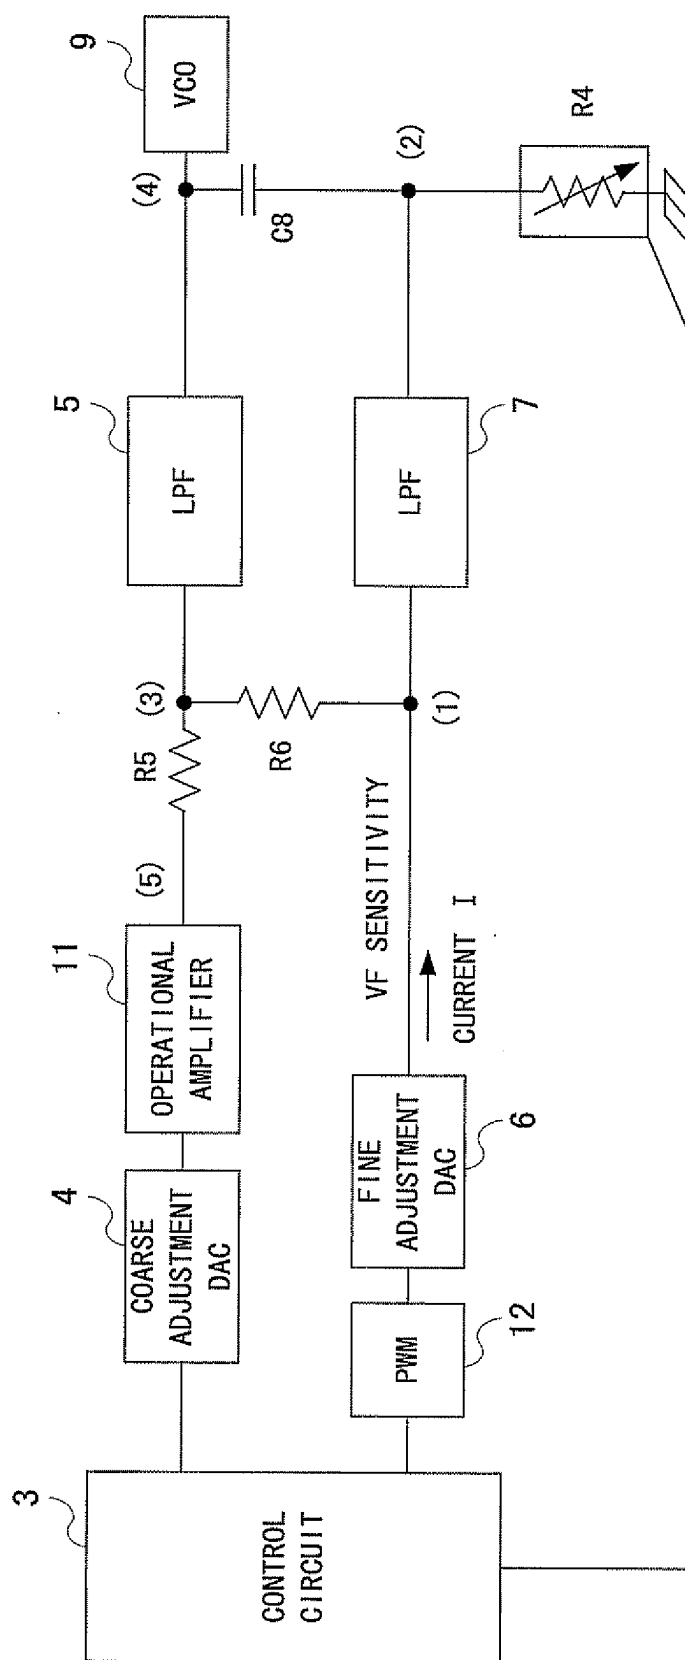 3
CONTROL
CIRCUIT
4
COARSE
ADJUSTMENT
DAC
11
OPERATIONAL
AMPLIFIER
(5)
R5
(3)
5
LPF
(4)
9
VCO
C8
R6
12
PWM
6
FINE
ADJUSTMENT
DAC
VF SENSITIVITY
CURRENT I
(1)
7
LPF
(2)
R4